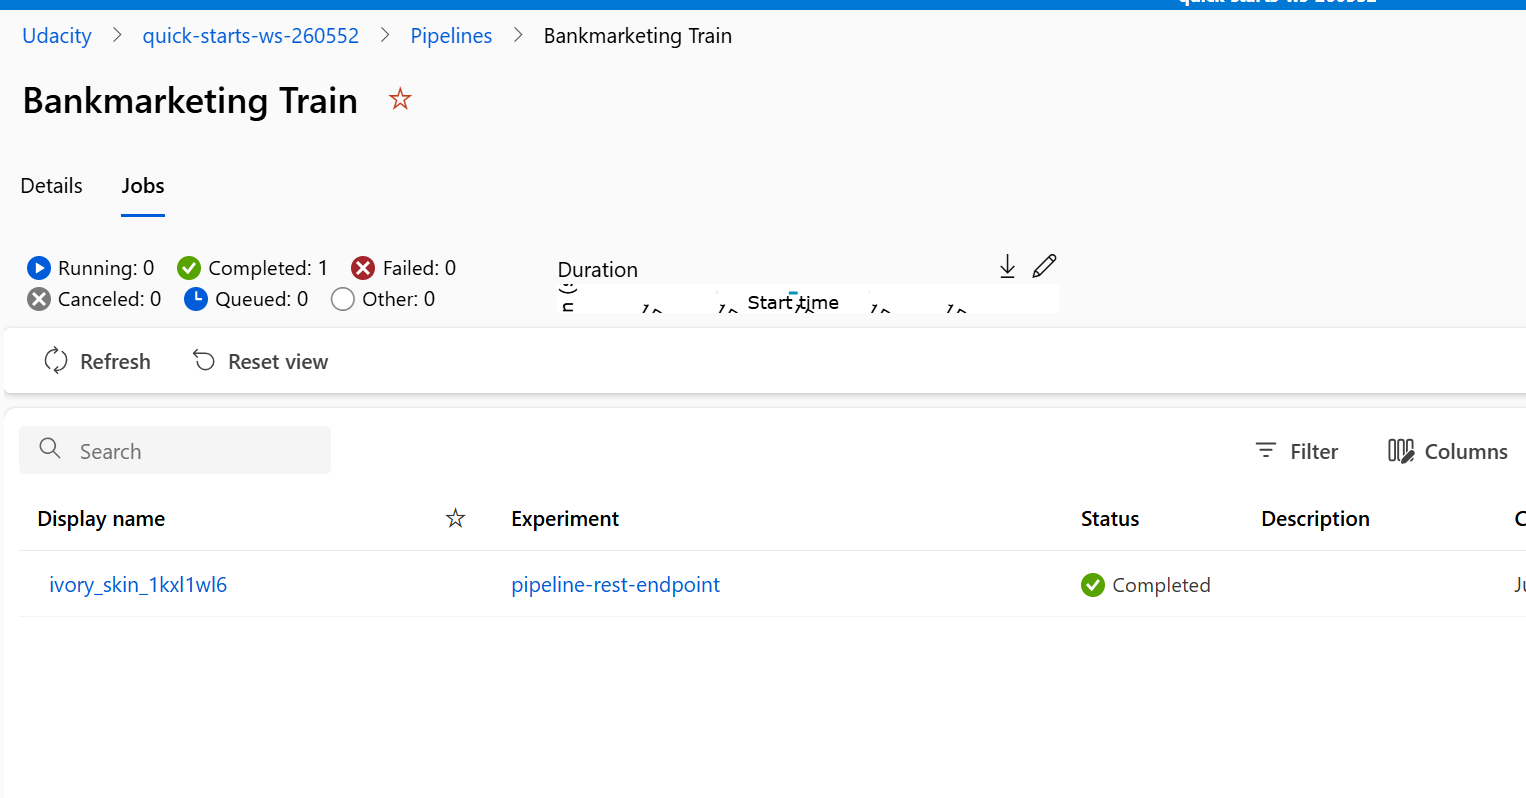 Udacity > quick-starts-ws-260552 > Pipelines > Bankmarketing Train
Bankmarketing Train
Details Jobs
Running: 0 Completed: 1 Failed: 0
Canceled: 0 Queued: 0 Other: 0
Duration
Start time
Refresh Reset view
Search Filter Columns
Display name Experiment Status Description
ivory_skin_1kxl1wl6 pipeline-rest-endpoint Completed